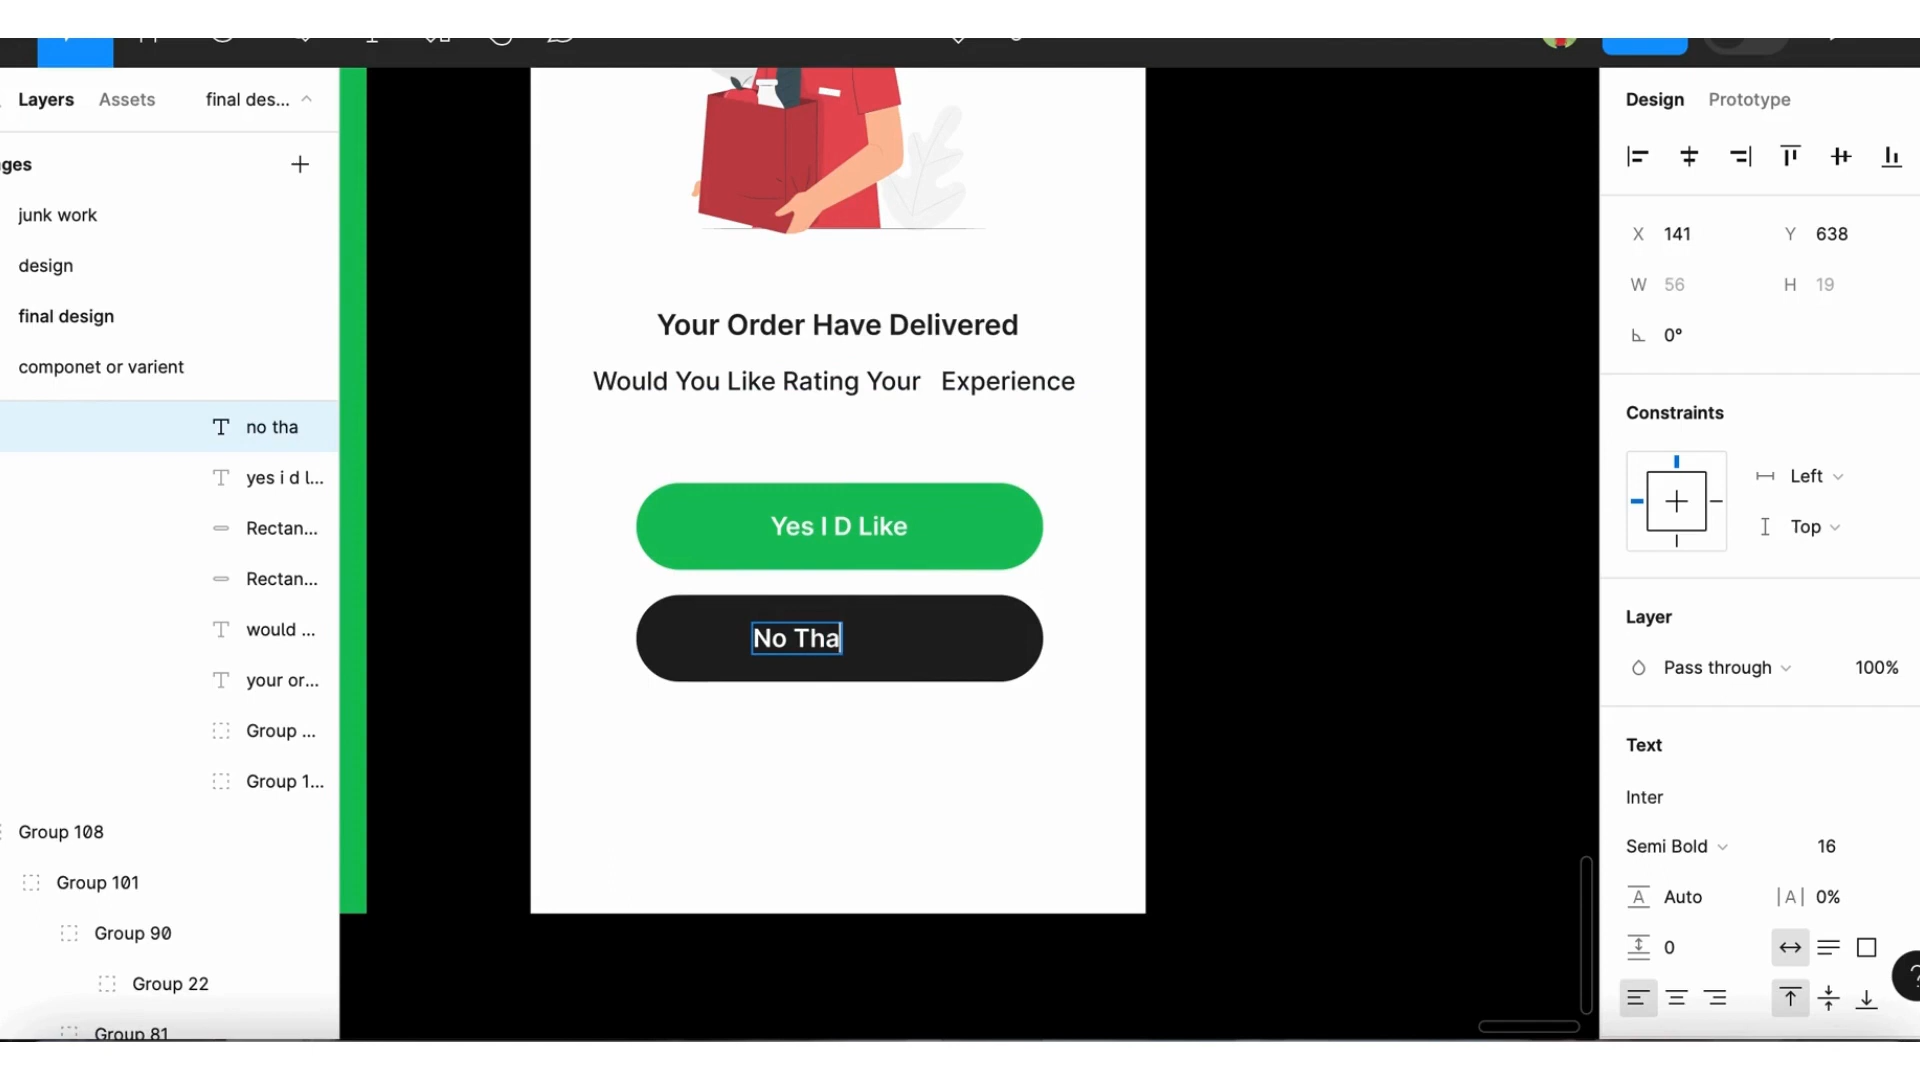 Layers Assets final des...
ges
junk work
design
final design
componet or varient
no tha
yes i d l...
Rectan...
Rectan...
would ...
your or...
Group ...
Group 1...
Group 108
Group 101
Group 90
Group 22
Group 81
Your Order Have Delivered
Would You Like Rating Your Experience
Yes I D Like
No Tha
Design Prototype
X 141 Y 638
W 56 H 19
0°
Constraints
Left
Top
Layer
Pass through 100%
Text
Inter
Semi Bold 16
A Auto |A| 0%
0
?